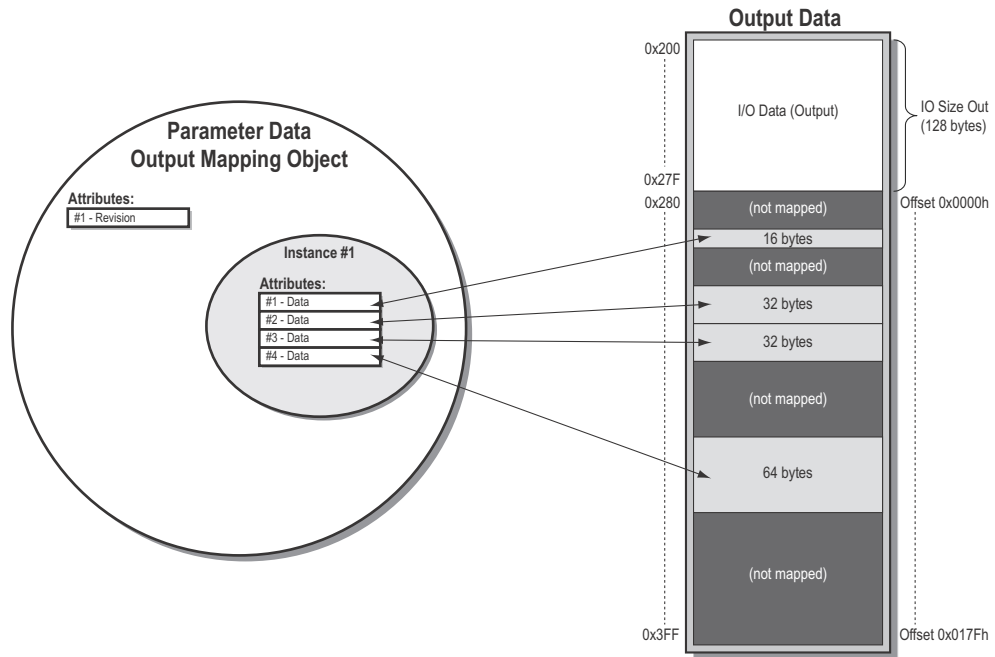 Output Data
0x200
I/O Data (Output)
IO Size Out
(128 bytes)
0x27F
0x280
Offset 0x0000h
(not mapped)
16 bytes
(not mapped)
32 bytes
32 bytes
(not mapped)
64 bytes
(not mapped)
0x3FF
Offset 0x017Fh
Parameter Data
Output Mapping Object
Attributes:
#1 - Revision
Instance #1
Attributes:
#1 - Data
#2 - Data
#3 - Data
#4 - Data